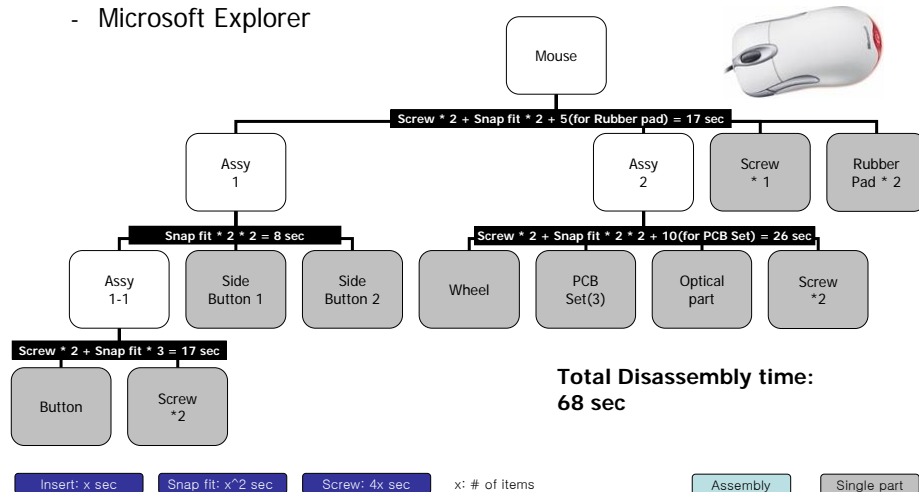 - Microsoft Explorer
Mouse
Screw * 2 + Snap fit * 2 + 5(for Rubber pad) = 17 sec
Assy
1
Assy
2
Screw
* 1
Rubber
Pad * 2
Snap fit * 2 * 2 = 8 sec
Screw * 2 + Snap fit * 2 * 2 + 10(for PCB Set) = 26 sec
Assy
1-1
Side
Button 1
Side
Button 2
Wheel
PCB
Set(3)
Optical
part
Screw
*2
Screw * 2 + Snap fit * 3 = 17 sec
Button
Screw
*2
Total Disassembly time:
68 sec
Insert: x sec
Snap fit: x^2 sec
Screw: 4x sec
x: # of items
Assembly
Single part